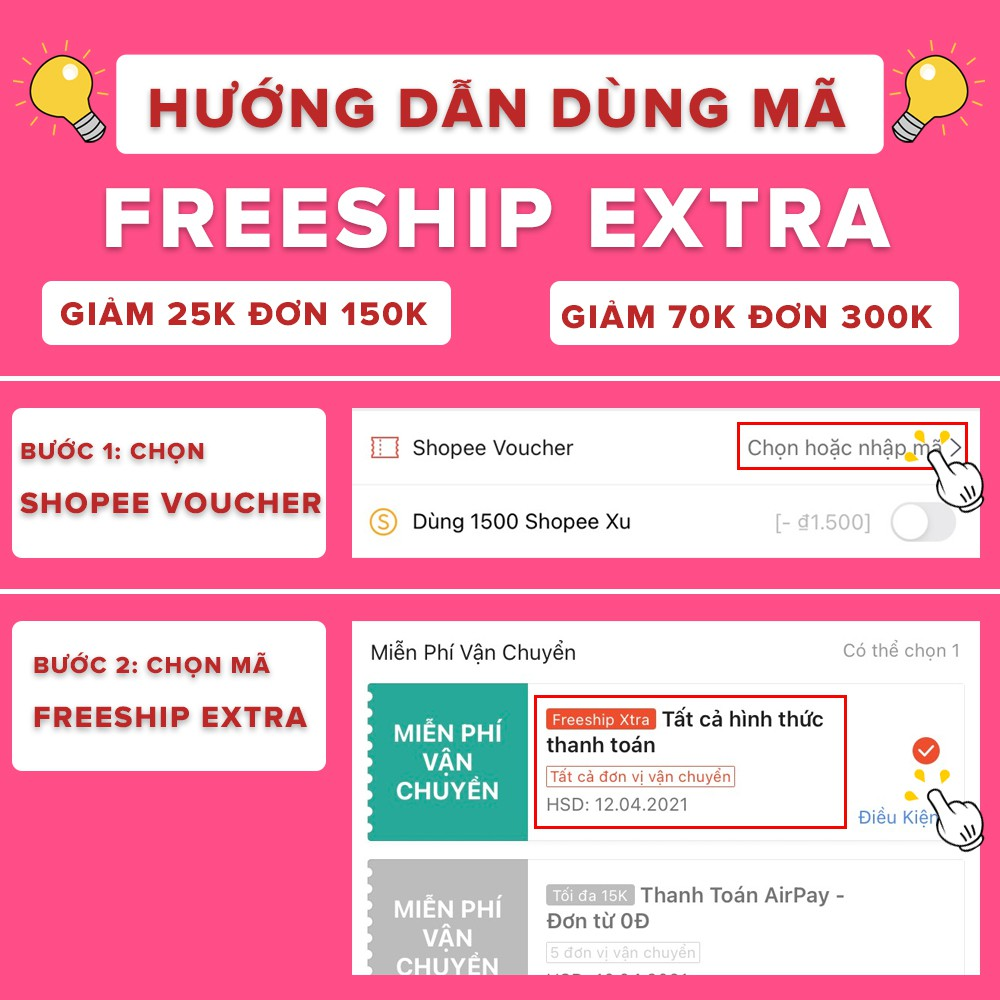 HƯỚNG DẪN DÙNG MÃ
FREESHIP EXTRA
GIẢM 25K ĐƠN 150K
GIẢM 70K ĐƠN 300K
BƯỚC 1: CHỌN
SHOPEE VOUCHER
Shopee Voucher
Chọn hoặc nhập mã
S
Dùng 1500 Shopee Xu
[- ₫1.500]
BƯỚC 2: CHỌN MÃ
FREESHIP EXTRA
Miễn Phí Vận Chuyển
Có thể chọn 1
MIỄN PHÍ
VẬN
CHUYỂN
Freeship Xtra Tất cả hình thức
thanh toán
Tất cả đơn vị vận chuyển
HSD: 12.04.2021
Điều Kiện
MIỄN PHÍ
VẬN
CHUYỂN
Tối đa 15K Thanh Toán AirPay -
Đơn từ 0Đ
5 đơn vị vận chuyển